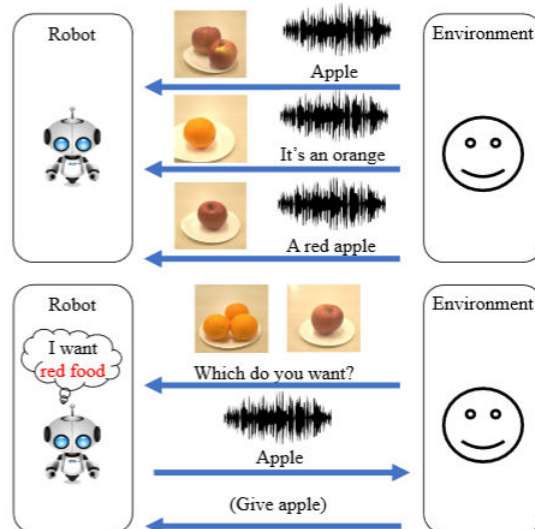 Robot
Environment
Apple
It's an orange
A red apple
Robot
Environment
I want
red food
Which do you want?
Apple
(Give apple)